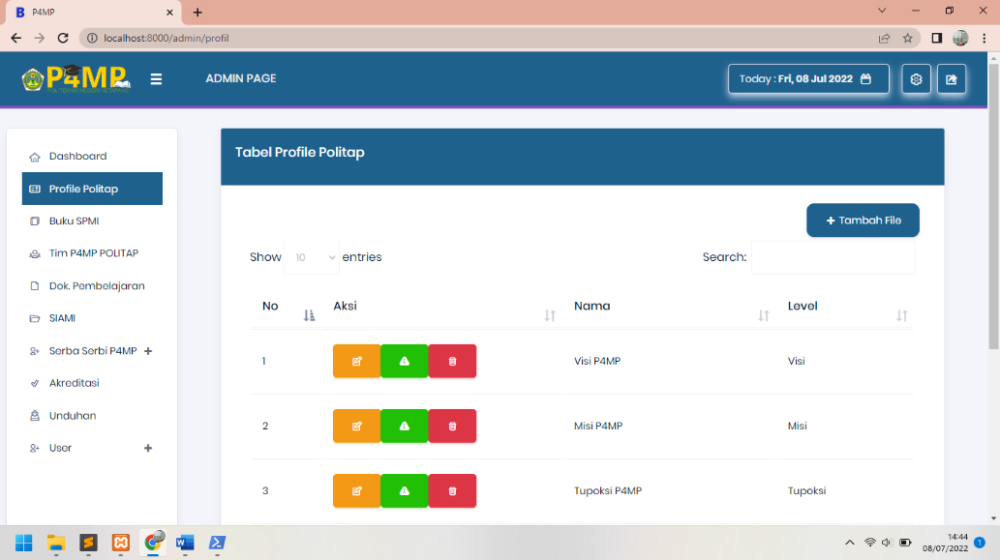 P4MP
localhost:8000/admin/profil
P4MP
ADMIN PAGE
Today : Fri, 08 Jul 2022
Dashboard
Profile Politap
Buku SPMI
Tim P4MP POLITAP
Dok. Pembelajaran
SIAMI
Serba Serbi P4MP +
Akreditasi
Unduhan
User +
Tabel Profile Politap
+ Tambah File
Show 10 entries
Search:
No Aksi Nama Level
1 Visi P4MP Visi
2 Misi P4MP Misi
3 Tupoksi P4MP Tupoksi
14:44
08/07/2022
1